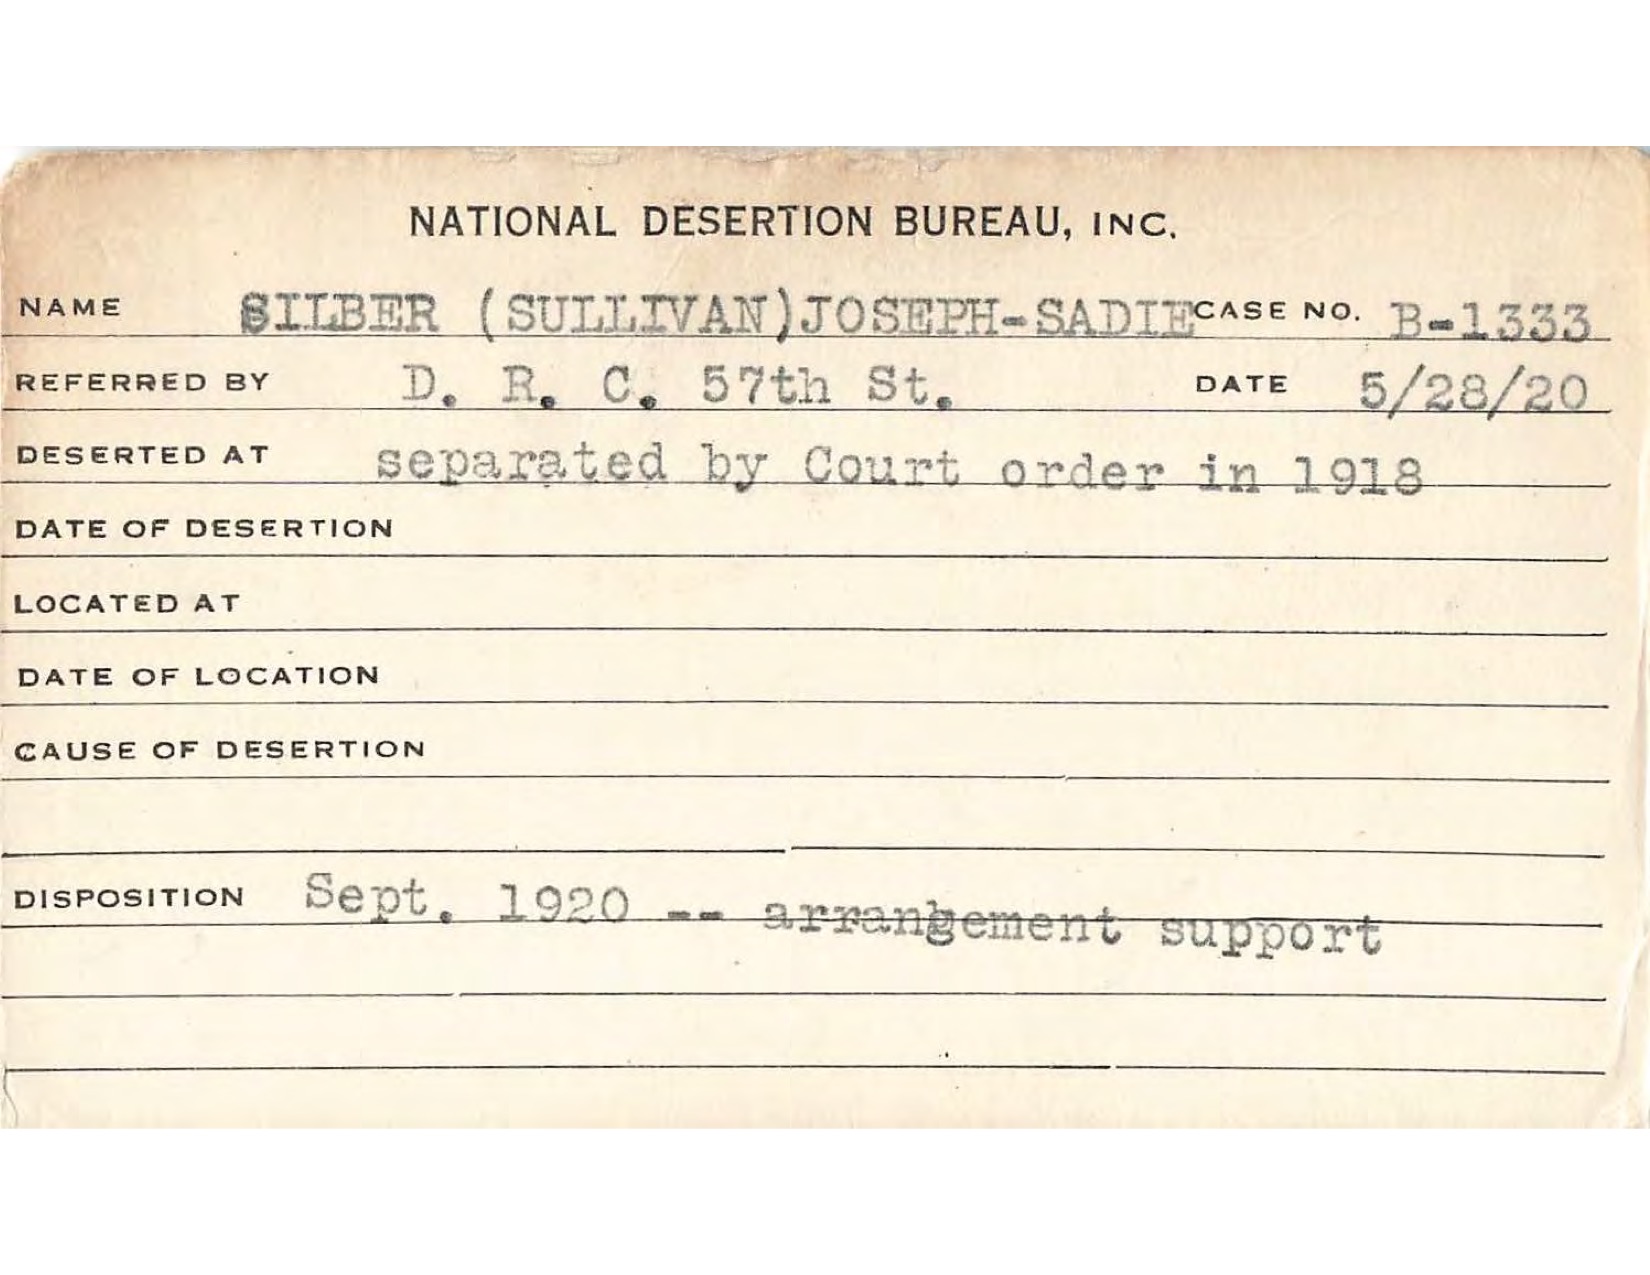 NATIONAL DESERTION BUREAU, INC.
NAME SILBER (SULLIVAN)JOSEPH-SADIE CASE NO. B-1333
REFERRED BY D. R. C. 57th St. DATE 5/28/20
DESERTED AT separated by Court order in 1918
DATE OF DESERTION
LOCATED AT
DATE OF LOCATION
CAUSE OF DESERTION
DISPOSITION Sept. 1920 -- arrangement support